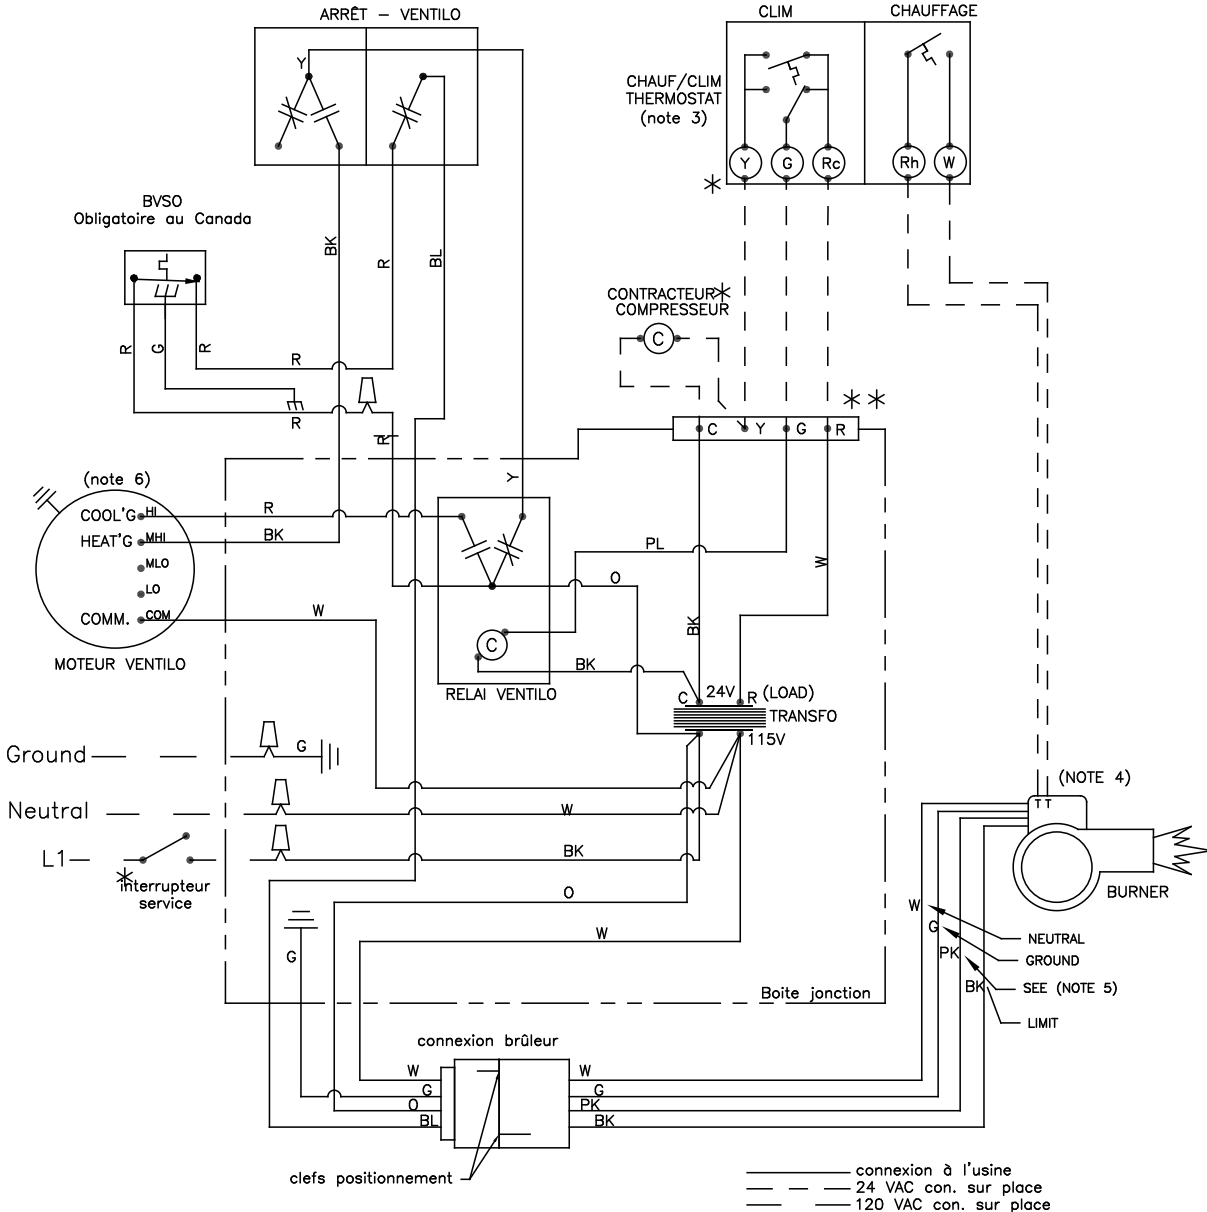 ARRÊT – VENTILO
CLIM
CHAUFFAGE
Y
CHAUF/CLIM
THERMOSTAT
(note 3)
Y
G
Rc
Rh
W
BVSO
Obligatoire au Canada
BK
R
BL
CONTRACTEUR
COMPRESSEUR
C
R
G
R
R
R
R
C
Y
G
R
(note 6)
Y
COOL'G
HI
R
HEAT'G
MHI
BK
PL
MLO
W
LO
O
COMM.
COM
W
BK
C
MOTEUR VENTILO
BK
RELAI VENTILO
C
24V
R
(LOAD)
TRANSFO
115V
Ground
G
(NOTE 4)
Neutral
W
T T
L1
BK
interrupteur
service
O
BURNER
W
G
W
NEUTRAL
G
PK
GROUND
BK
SEE (NOTE 5)
Boite jonction
LIMIT
connexion brûleur
W
W
G
G
O
PK
BL
BK
clefs positionnement
connexion à l'usine
24 VAC con. sur place
120 VAC con. sur place